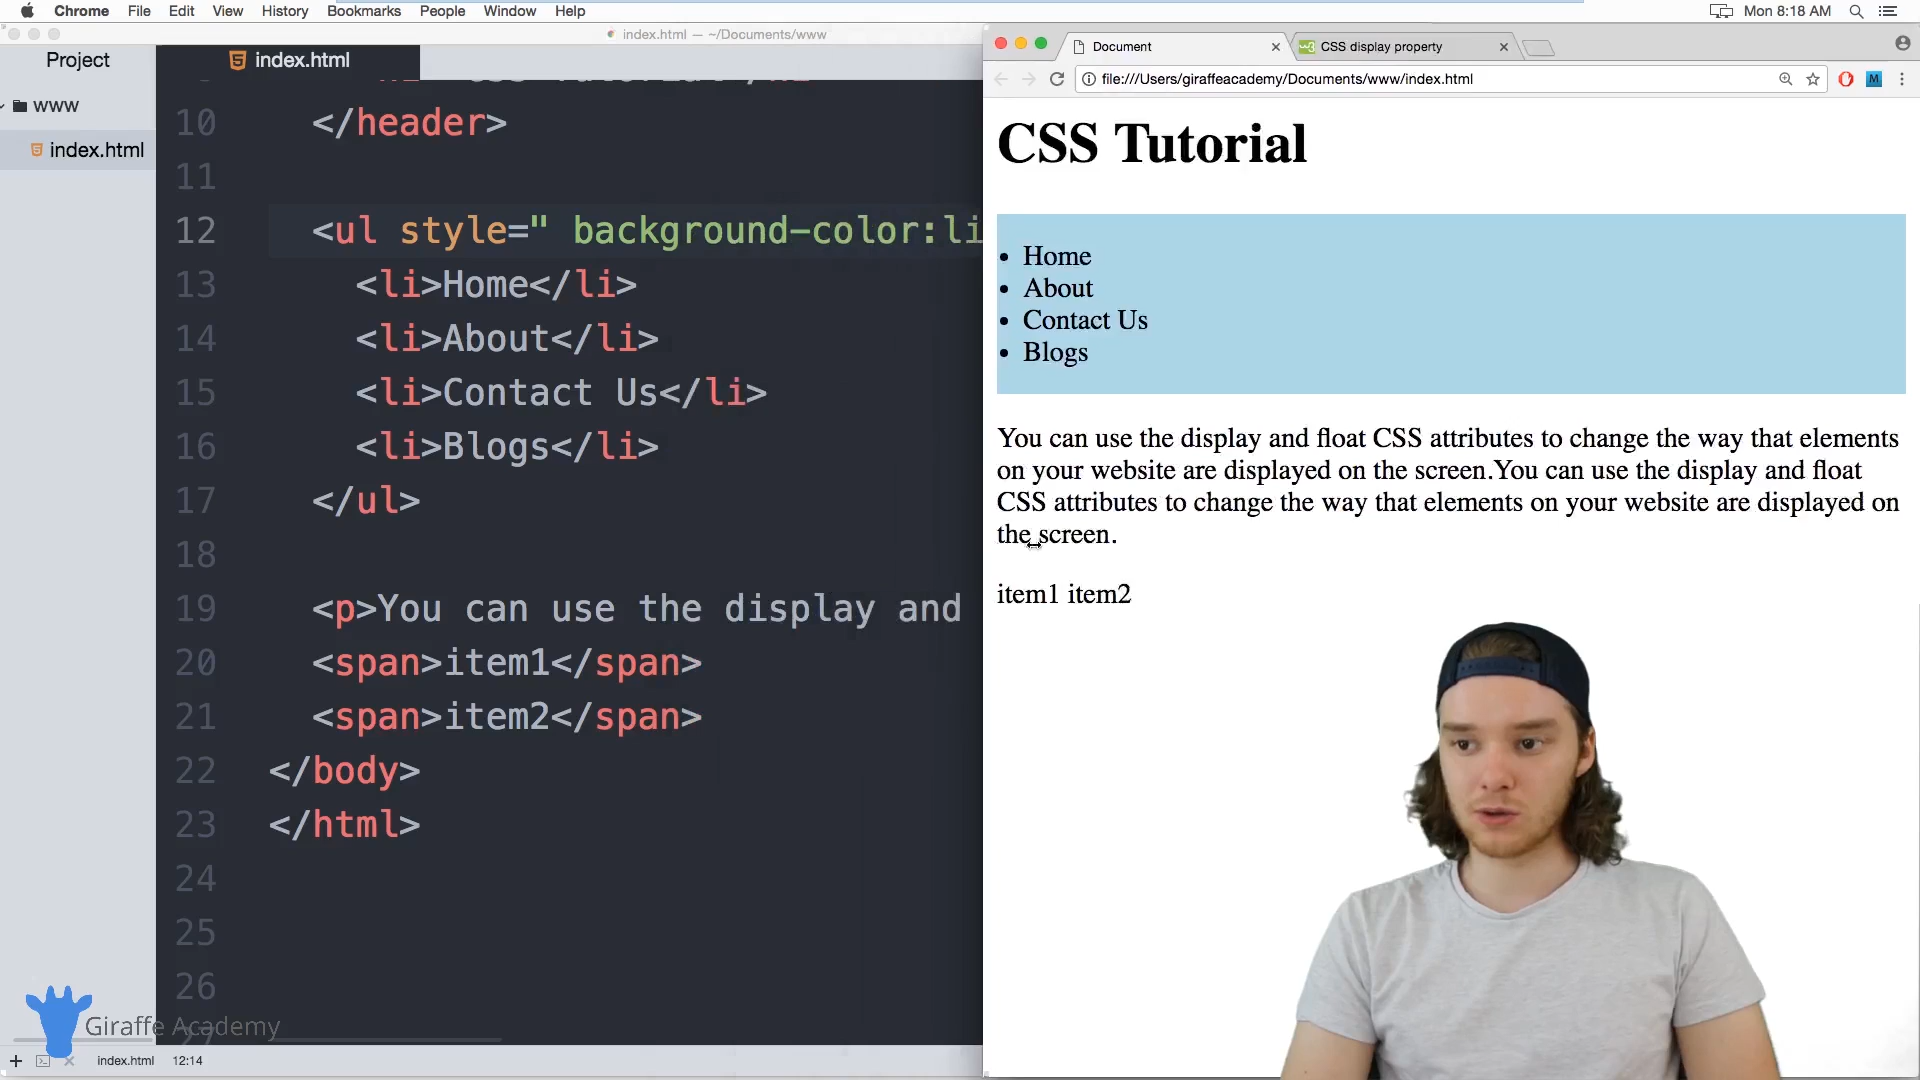 Chrome File Edit View History Bookmarks People Window Help
Mon 8:18 AM
index.html — ~/Documents/www
Project
www
index.html
index.html
10 </header>
11
12 <ul style=" background-color:li
13 <li>Home</li>
14 <li>About</li>
15 <li>Contact Us</li>
16 <li>Blogs</li>
17 </ul>
18
19 <p>You can use the display and
20 <span>item1</span>
21 <span>item2</span>
22 </body>
23 </html>
24
25
26
Giraffe Academy
index.html 12:14
Document
CSS display property
file:///Users/giraffeacademy/Documents/www/index.html
CSS Tutorial
• Home
• About
• Contact Us
• Blogs
You can use the display and float CSS attributes to change the way that elements
on your website are displayed on the screen.You can use the display and float
CSS attributes to change the way that elements on your website are displayed on
the screen.
item1 item2